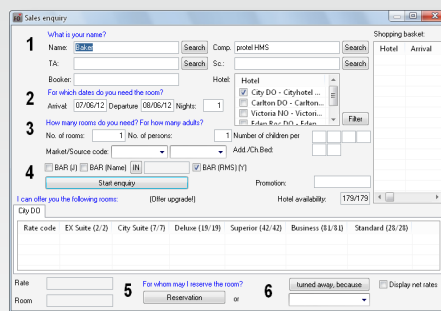 Sales enquiry
1
What is your name?
Shopping basket:
Name: Baker Search Comp. protel HMS Search
Hotel Arrival
TA: Search Sc.: Search
Booker: Hotel: Hotel
City DO - Cityhotel ...
Carlton DO - Carlton...
Victoria NO - Victori...
Eden Roc DO - Eden ...
Filter
2
For which dates do you need the room?
Arrival: 07/06/12 Departure 08/06/12 Nights: 1
3
How many rooms do you need? For how many adults?
No. of rooms: 1 No. of persons: 1 Number of children per
Market/Source code: Add./Ch.Bed:
4
BAR (J) BAR (Name) IN BAR (RMS) [Y]
Start enquiry Promotion:
I can offer you the following rooms: (Offer upgrade!) Hotel availability: 179/179
City DO
Rate code EX Suite (2/2) City Suite (7/7) Deluxe (19/19) Superior (42/42) Business (81/81) Standard (28/28)
Rate
Room
5
For whom may I reserve the room?
Reservation or
6
turned away, because
Display net rates